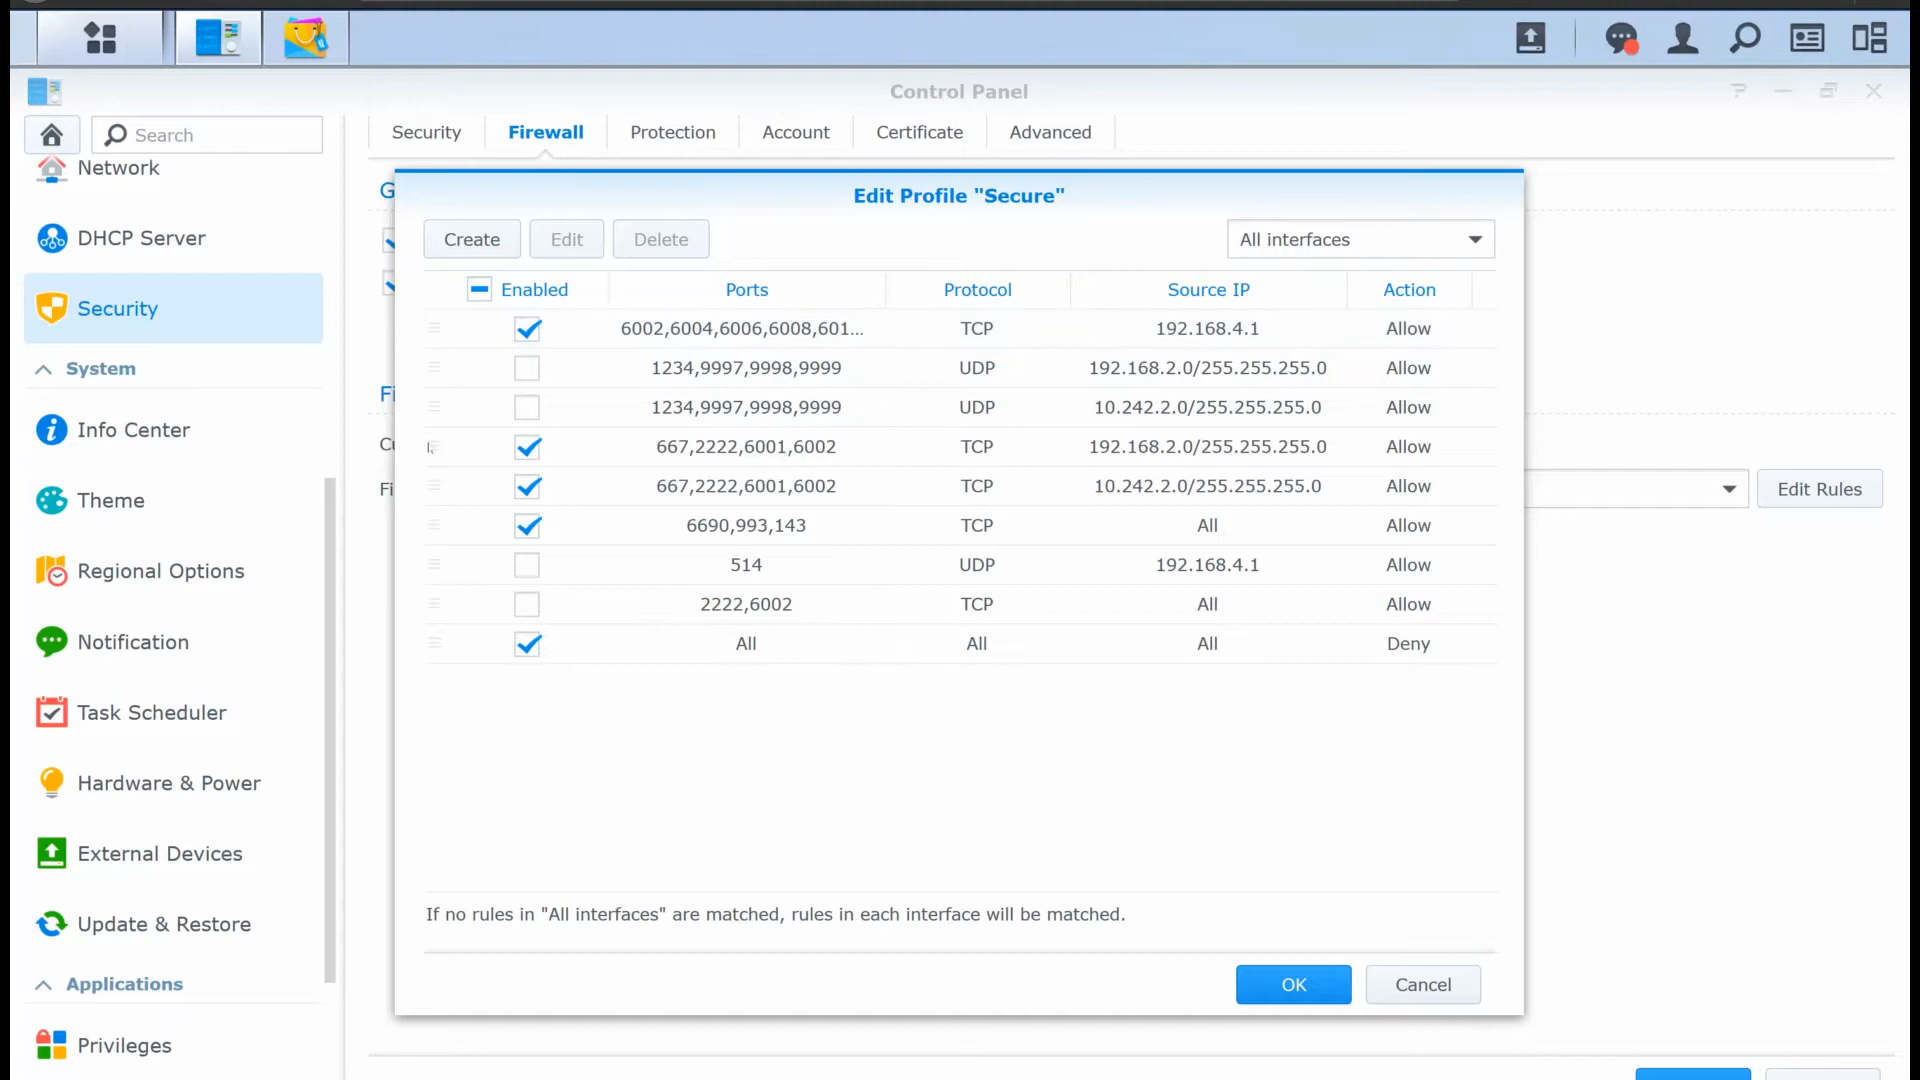 Control Panel
Search
Security Firewall Protection Account Certificate Advanced
Network
DHCP Server
Security
System
Info Center
Theme
Regional Options
Notification
Task Scheduler
Hardware & Power
External Devices
Update & Restore
Applications
Privileges
G
Fi
Cu
Fi
Edit Rules
Edit Profile "Secure"
Create Edit Delete All interfaces
Enabled Ports Protocol Source IP Action
6002,6004,6006,6008,601... TCP 192.168.4.1 Allow
1234,9997,9998,9999 UDP 192.168.2.0/255.255.255.0 Allow
1234,9997,9998,9999 UDP 10.242.2.0/255.255.255.0 Allow
667,2222,6001,6002 TCP 192.168.2.0/255.255.255.0 Allow
667,2222,6001,6002 TCP 10.242.2.0/255.255.255.0 Allow
6690,993,143 TCP All Allow
514 UDP 192.168.4.1 Allow
2222,6002 TCP All Allow
All All All Deny
If no rules in "All interfaces" are matched, rules in each interface will be matched.
OK Cancel